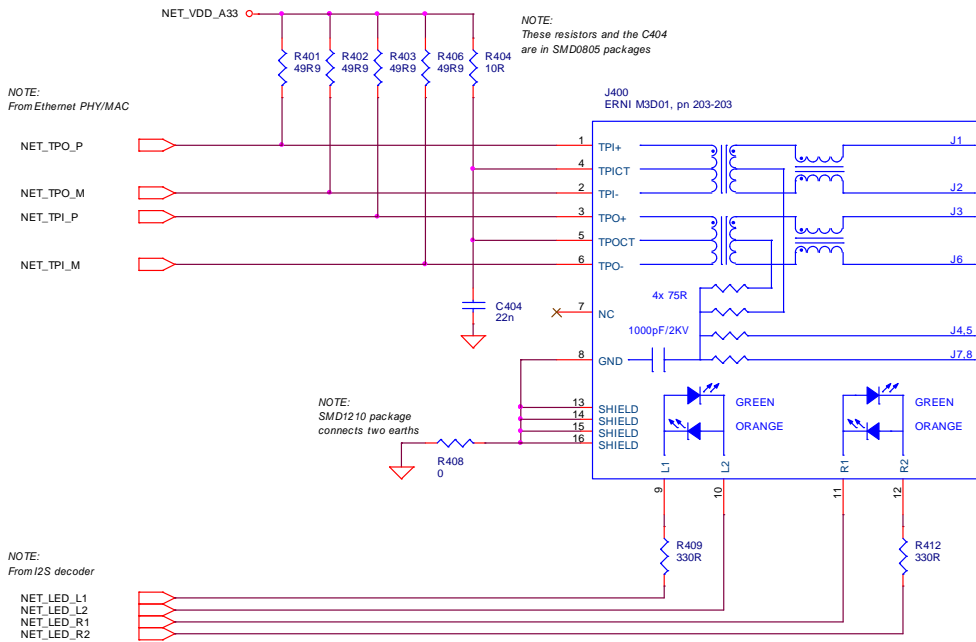 NET_VDD_A33
NOTE:
These resistors and the C404
are in SMD0805 packages
R401
49R9
R402
49R9
R403
49R9
R406
49R9
R404
10R
NOTE:
From Ethernet PHY/MAC
J400
ERNI M3D01, pn 203-203
NET_TPO_P
1
TPI+
J1
4
TPICT
NET_TPO_M
2
TPI-
J2
NET_TPI_P
3
TPO+
J3
5
TPOCT
NET_TPI_M
6
TPO-
J6
4x 75R
C404
22n
7
NC
1000pF/2KV
J4,5
8
GND
J7,8
NOTE:
SMD1210 package
connects two earths
13
SHIELD
14
SHIELD
15
SHIELD
16
SHIELD
GREEN
ORANGE
GREEN
ORANGE
R408
0
L1
L2
R1
R2
9
10
11
12
R409
330R
R412
330R
NOTE:
From I2S decoder
NET_LED_L1
NET_LED_L2
NET_LED_R1
NET_LED_R2